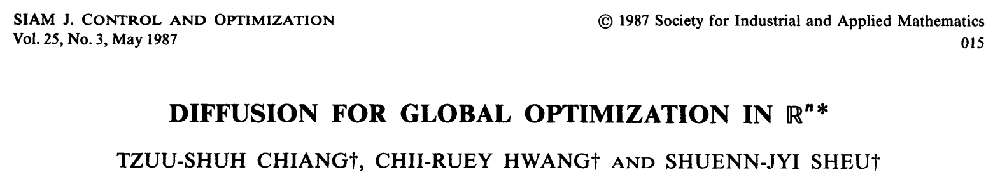 SIAM J. CONTROL AND OPTIMIZATION
Vol. 25, No. 3, May 1987
© 1987 Society for Industrial and Applied Mathematics
015
DIFFUSION FOR GLOBAL OPTIMIZATION IN ℝⁿ*
TZUU-SHUH CHIANG†, CHII-RUEY HWANG† AND SHUENN-JYI SHEU†